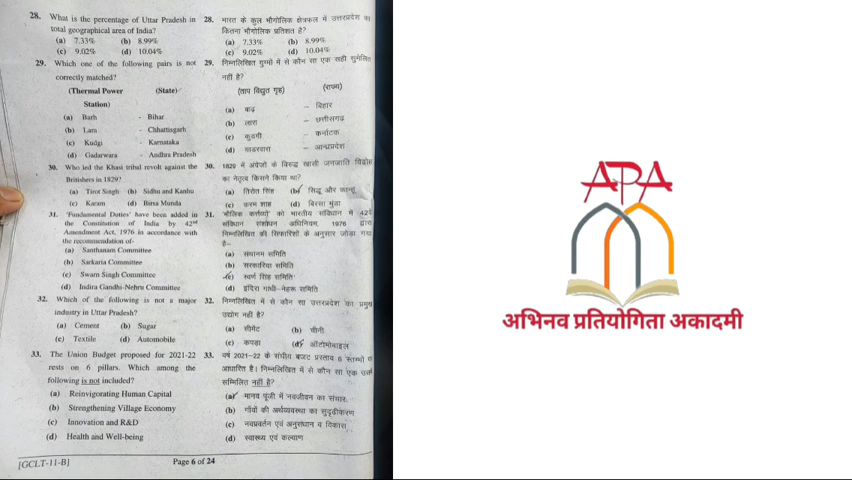 28. What is the percentage of Uttar Pradesh in
total geographical area of India?
(a) 7.33% (b) 8.99%
(c) 9.02% (d) 10.04%
29. Which one of the following pairs is not
correctly matched?
(Thermal Power (State)
Station)
(a) Barh - Bihar
(b) Lara - Chhattisgarh
(c) Kudgi - Karnataka
(d) Gadarwara - Andhra Pradesh
30. Who led the Khasi tribal revolt against the
Britishers in 1829?
(a) Tirot Singh (b) Sidhu and Kanhu
(c) Karam (d) Birsa Munda
31. 'Fundamental Duties' have been added in
the Constitution of India by 42nd
Amendment Act, 1976 in accordance with
the recommendation of-
(a) Santhanam Committee
(b) Sarkaria Committee
(c) Swarn Singh Committee
(d) Indira Gandhi-Nehru Committee
32. Which of the following is not a major
industry in Uttar Pradesh?
(a) Cement (b) Sugar
(c) Textile (d) Automobile
33. The Union Budget proposed for 2021-22
rests on 6 pillars. Which among the
following is not included?
(a) Reinvigorating Human Capital
(b) Strengthening Village Economy
(c) Innovation and R&D
(d) Health and Well-being
28. भारत के कुल भौगोलिक क्षेत्रफल में उत्तरप्रदेश का
कितना भौगोलिक प्रतिशत है?
(a) 7.33% (b) 8.99%
(c) 9.02% (d) 10.04%
29. निम्नलिखित युग्मों में से कौन सा एक सही सुमेलित
नहीं है?
(ताप विद्युत गृह) (राज्य)
(a) बाढ़ – बिहार
(b) लारा – छत्तीसगढ़
(c) कुडगी – कर्नाटक
(d) गाडरवारा – आन्ध्रप्रदेश
30. 1829 में अंग्रेजों के विरुद्ध खासी जनजाति विद्रोह
का नेतृत्व किसने किया था?
(a) तिरोत सिंह (b) सिद्धू और कान्हू
(c) करम शाह (d) बिरसा मुंडा
31. 'मौलिक कर्त्तव्यों' को भारतीय संविधान में 42वें
संविधान संशोधन अधिनियम, 1976 द्वारा
निम्नलिखित की सिफारिशों के अनुसार जोड़ा गया
है–
(a) संथानम समिति
(b) सरकारिया समिति
(c) स्वर्ण सिंह समिति
(d) इंदिरा गांधी-नेहरू समिति
32. निम्नलिखित में से कौन सा उत्तरप्रदेश का प्रमुख
उद्योग नहीं है?
(a) सीमेंट (b) चीनी
(c) कपड़ा (d) ऑटोमोबाइल
33. वर्ष 2021-22 के संघीय बजट प्रस्ताव 6 स्तम्भों पर
आधारित है। निम्नलिखित में से कौन सा एक उसमें
सम्मिलित नहीं है?
(a) मानव पूंजी में नवजीवन का संचार
(b) गाँवों की अर्थव्यवस्था का सुदृढ़ीकरण
(c) नवप्रवर्तन एवं अनुसंधान व विकास
(d) स्वास्थ्य एवं कल्याण
[GCLT-11-B] Page 6 of 24
APA
अभिनव प्रतियोगिता अकादमी